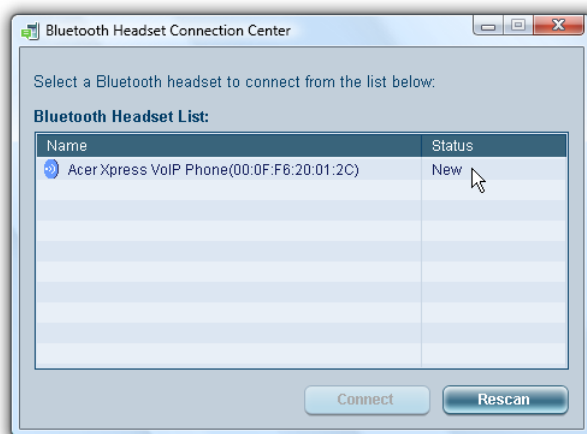 Bluetooth Headset Connection Center
Select a Bluetooth headset to connect from the list below:
Bluetooth Headset List:
Name Status
Acer Xpress VoIP Phone(00:0F:F6:20:01:2C) New
Connect Rescan